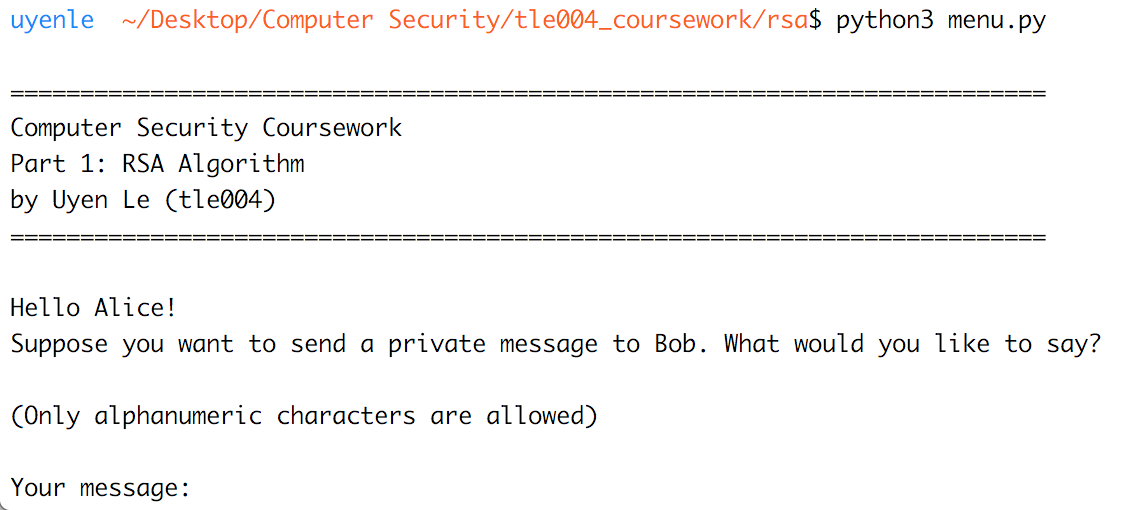 uyenle  ~/Desktop/Computer Security/tle004_coursework/rsa$ python3 menu.py
==========================================================================
Computer Security Coursework
Part 1: RSA Algorithm
by Uyen Le (tle004)
==========================================================================
Hello Alice!
Suppose you want to send a private message to Bob. What would you like to say?
(Only alphanumeric characters are allowed)
Your message: